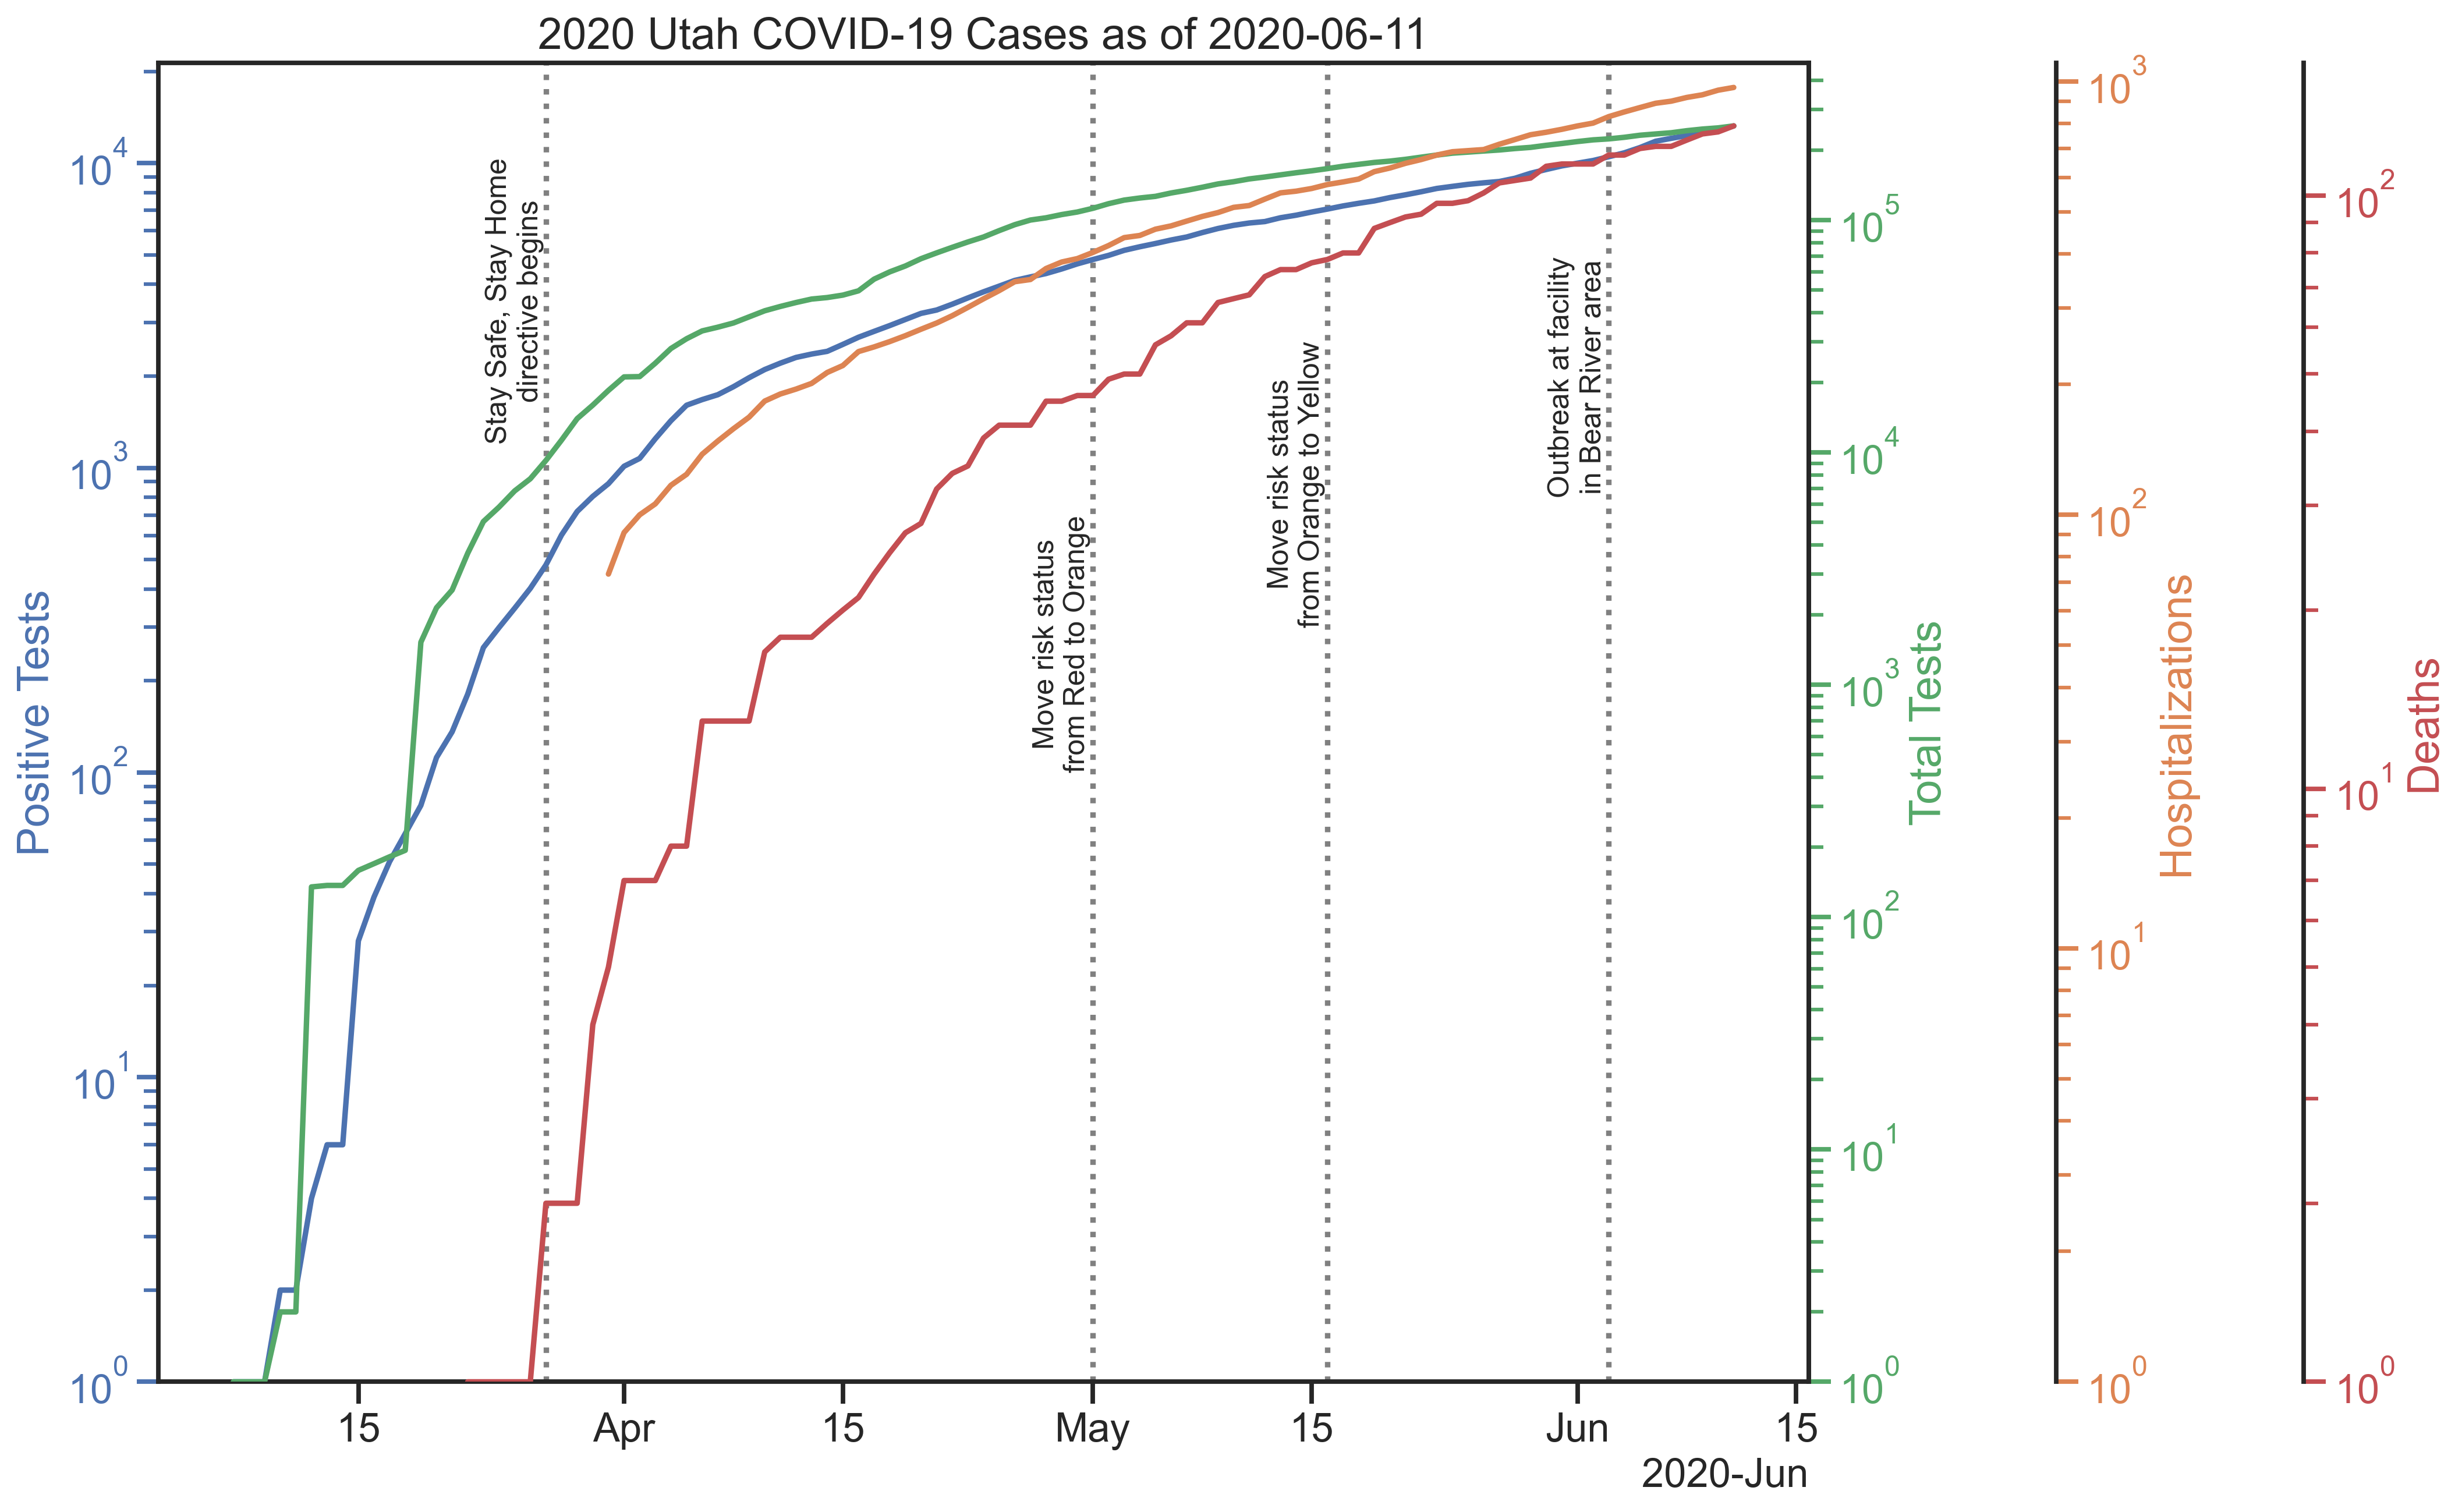 2020 Utah COVID-19 Cases as of 2020-06-11
Positive Tests
10^4
10^3
10^2
10^1
10^0
Stay Safe, Stay Home
directive begins
Move risk status
from Red to Orange
Move risk status
from Orange to Yellow
Outbreak at facility
in Bear River area
15
Apr
15
May
15
Jun
15
2020-Jun
10^5
10^4
10^3
10^2
10^1
10^0
Total Tests
10^3
10^2
10^1
10^0
Hospitalizations
10^2
10^1
10^0
Deaths